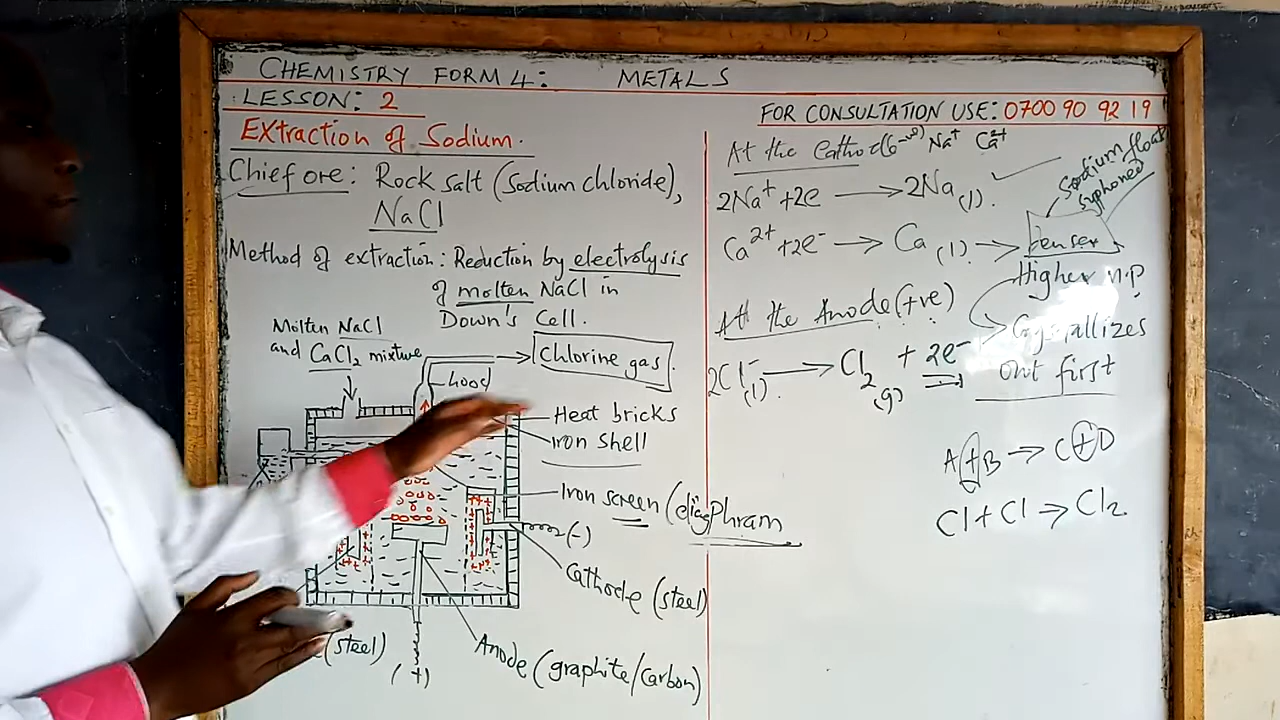 CHEMISTRY FORM 4: METALS
LESSON: 2
FOR CONSULTATION USE: 0700 90 92 19
Extraction of Sodium.
Chief ore: Rock salt (Sodium chloride),
NaCl
Method of extraction: Reduction by electrolysis
of molten NaCl in
Down's Cell.
Molten NaCl
and CaCl2 mixture
Chlorine gas
hood
Heat bricks
Iron shell
Iron screen (diaphram
(-)
Cathode (steel)
(steel)
Anode (graphite/carbon)
(+)
At the Cathod(-ve) Na+ Ca2+
2Na+ +2e → 2Na(l).
Ca2+ +2e- → Ca(l) → Denser
Sodium float
syphoned
Higher m.p
Crystallizes
out first
At the Anode (+ve)
2Cl-(l) → Cl2(g) + 2e-
A+B → C+D
Cl+Cl → Cl2